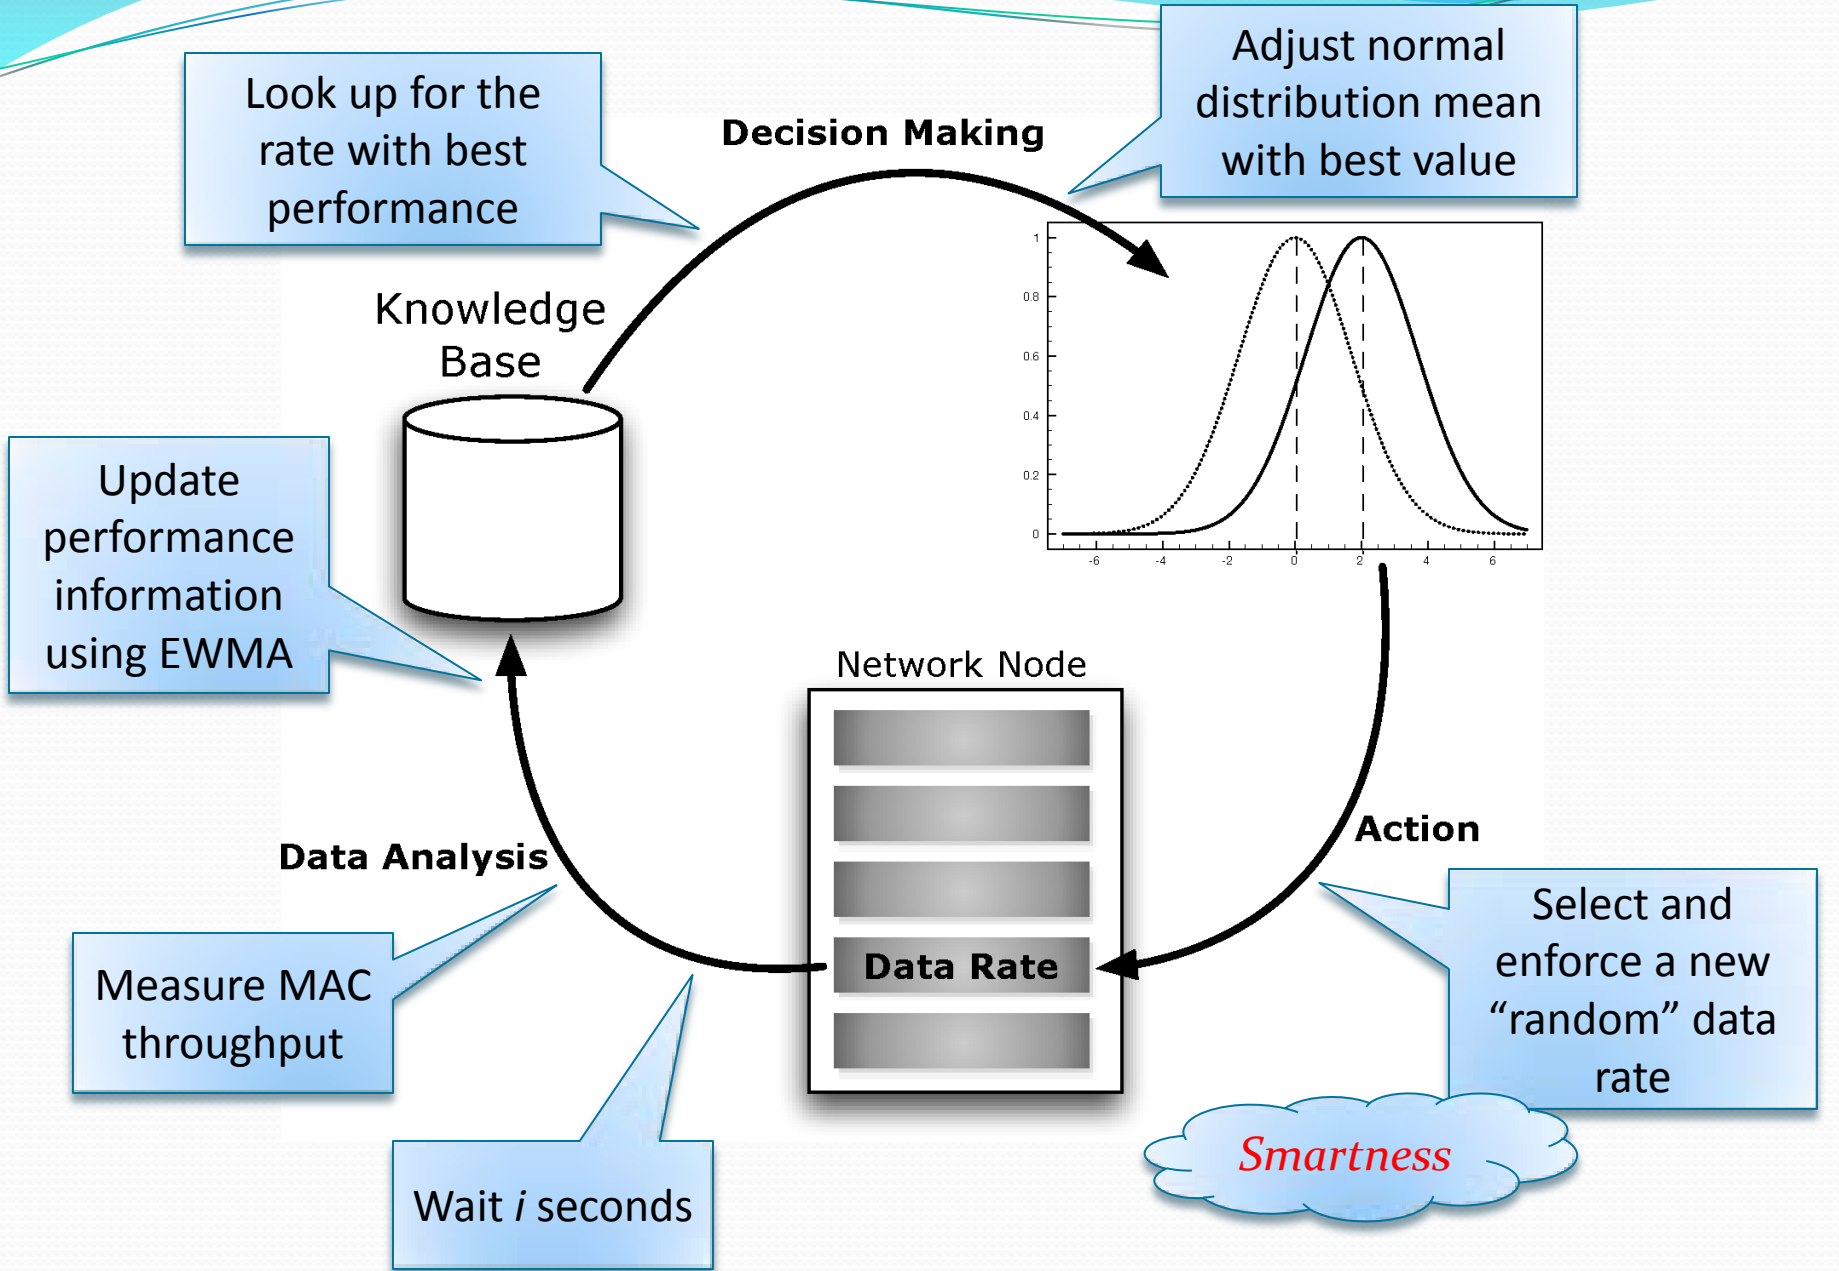 Look up for the
rate with best
performance
Adjust normal
distribution mean
with best value
Decision Making
Knowledge
Base
1
0.8
0.6
0.4
0.2
0
-6
-4
-2
0
2
4
6
Update
performance
information
using EWMA
Network Node
Data Rate
Data Analysis
Action
Measure MAC
throughput
Select and
enforce a new
“random” data
rate
Smartness
Wait i seconds